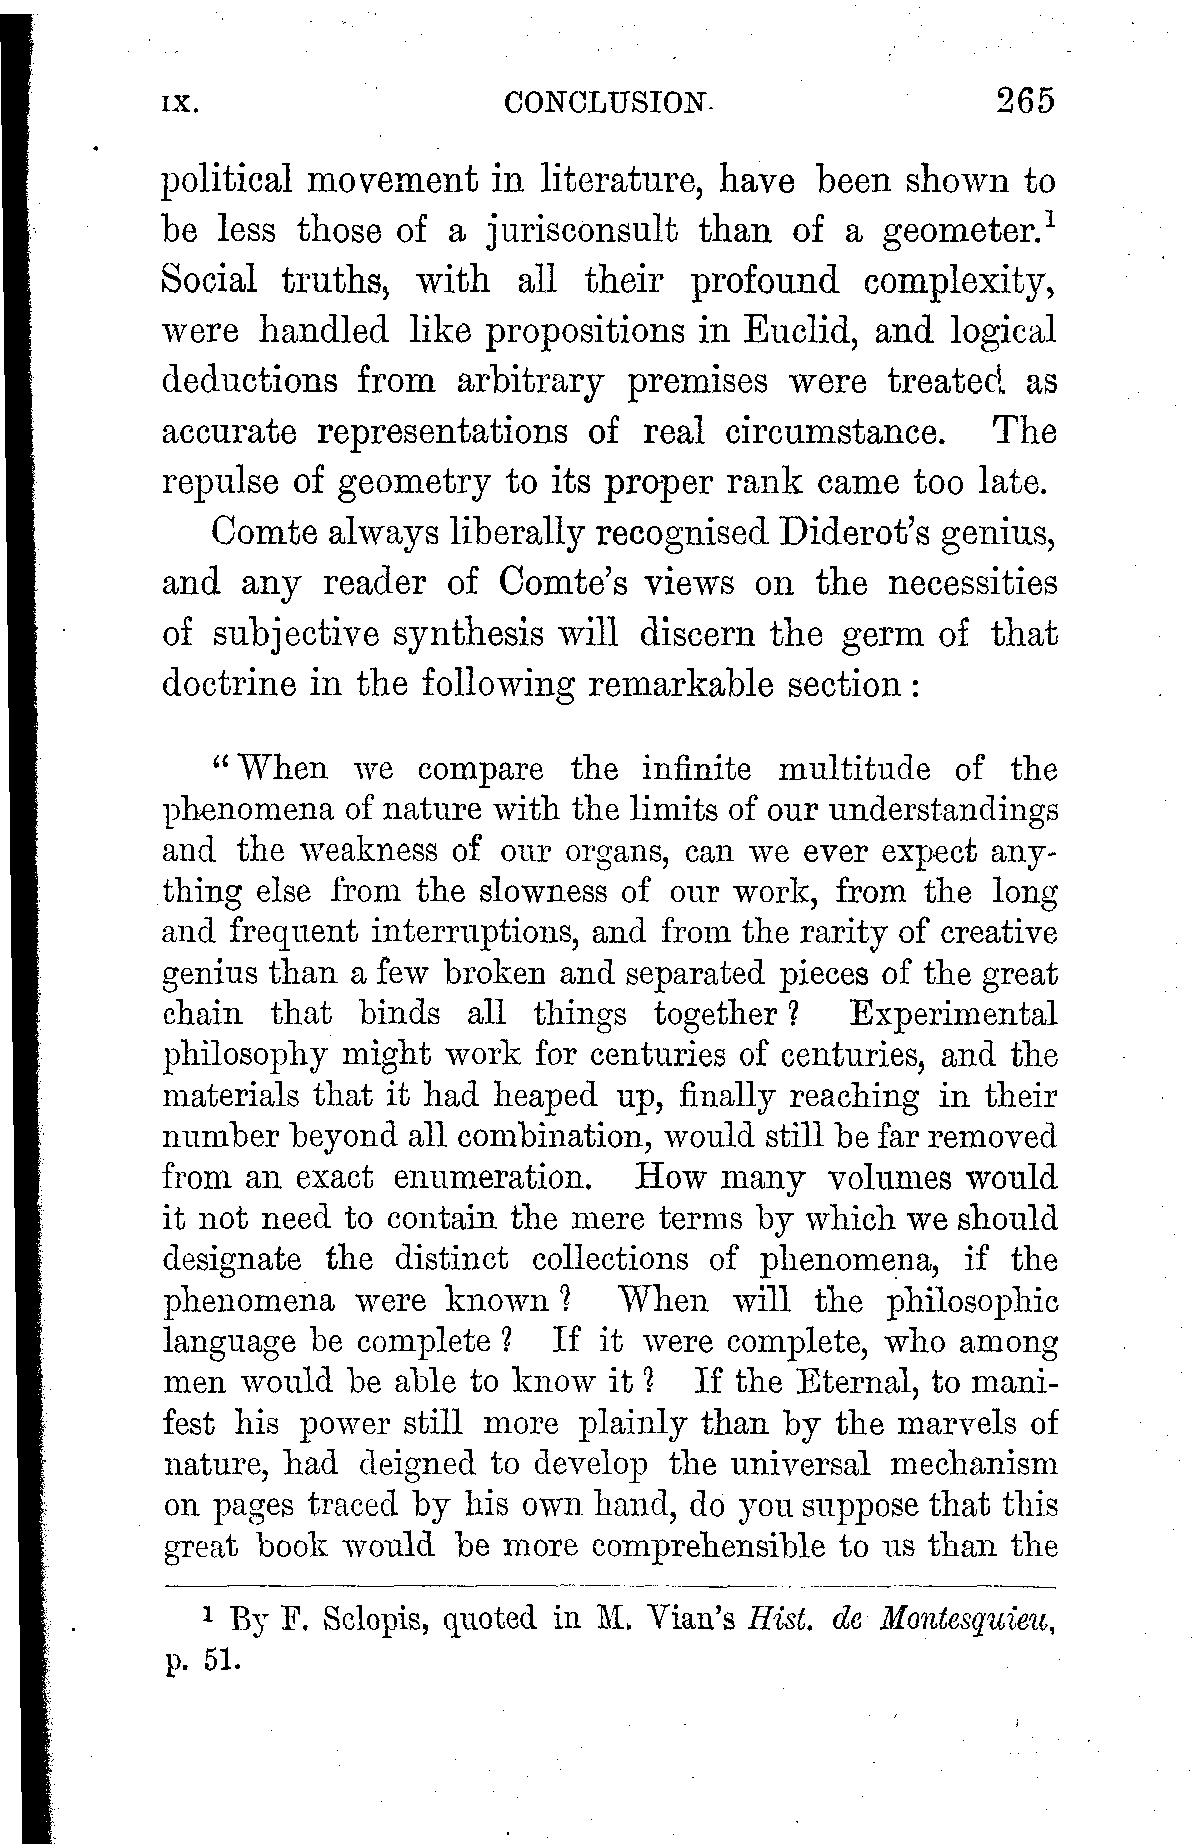 IX. CONCLUSION. 265
political movement in literature, have been shown to
be less those of a jurisconsult than of a geometer.¹
Social truths, with all their profound complexity,
were handled like propositions in Euclid, and logical
deductions from arbitrary premises were treated as
accurate representations of real circumstance. The
repulse of geometry to its proper rank came too late.
Comte always liberally recognised Diderot's genius,
and any reader of Comte's views on the necessities
of subjective synthesis will discern the germ of that
doctrine in the following remarkable section :
“ When we compare the infinite multitude of the
phenomena of nature with the limits of our understandings
and the weakness of our organs, can we ever expect any-
thing else from the slowness of our work, from the long
and frequent interruptions, and from the rarity of creative
genius than a few broken and separated pieces of the great
chain that binds all things together ? Experimental
philosophy might work for centuries of centuries, and the
materials that it had heaped up, finally reaching in their
number beyond all combination, would still be far removed
from an exact enumeration. How many volumes would
it not need to contain the mere terms by which we should
designate the distinct collections of phenomena, if the
phenomena were known ? When will the philosophic
language be complete ? If it were complete, who among
men would be able to know it ? If the Eternal, to mani-
fest his power still more plainly than by the marvels of
nature, had deigned to develop the universal mechanism
on pages traced by his own hand, do you suppose that this
great book would be more comprehensible to us than the
¹ By F. Sclopis, quoted in M. Vian's Hist. de Montesquieu,
p. 51.